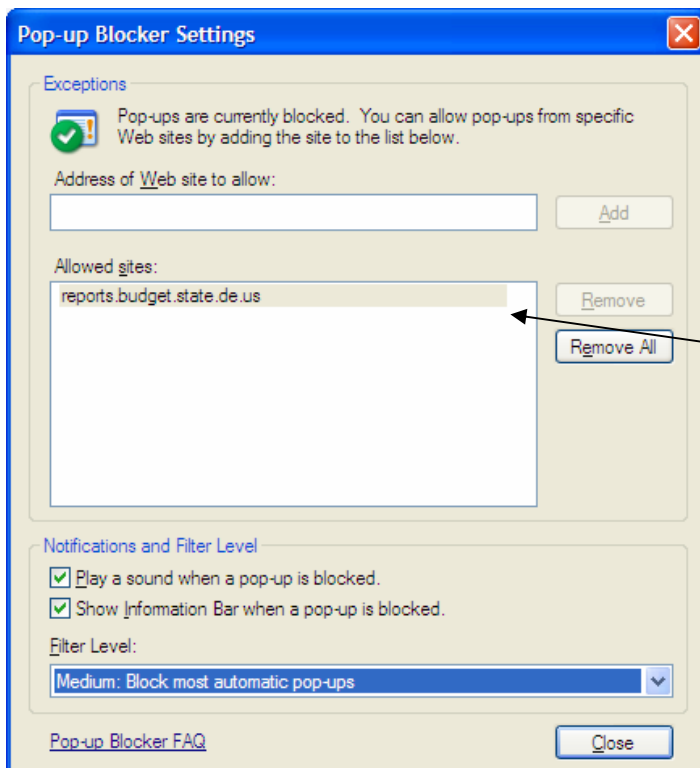 Pop-up Blocker Settings
Exceptions
Pop-ups are currently blocked. You can allow pop-ups from specific
Web sites by adding the site to the list below.
Address of Web site to allow:
Add
Allowed sites:
reports.budget.state.de.us
Remove
Remove All
Notifications and Filter Level
Play a sound when a pop-up is blocked.
Show Information Bar when a pop-up is blocked.
Filter Level:
Medium: Block most automatic pop-ups
Pop-up Blocker FAQ
Close